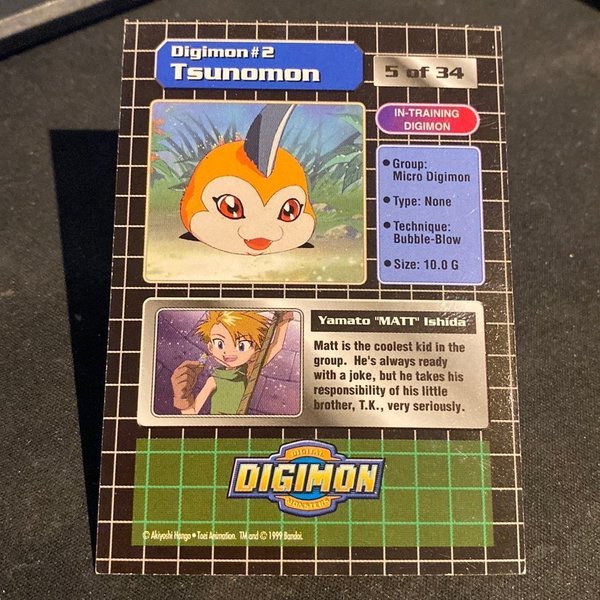 Digimon #2
Tsunomon
5 of 34
IN-TRAINING
DIGIMON
• Group:
Micro Digimon
• Type: None
• Technique:
Bubble-Blow
• Size: 10.0 G
Yamato "MATT" Ishida
Matt is the coolest kid in the
group. He's always ready
with a joke, but he takes his
responsibility of his little
brother, T.K., very seriously.
DIGITAL
DIGIMON
MONSTERS
© Akiyoshi Hongo • Toei Animation. TM and © 1999 Bandai.